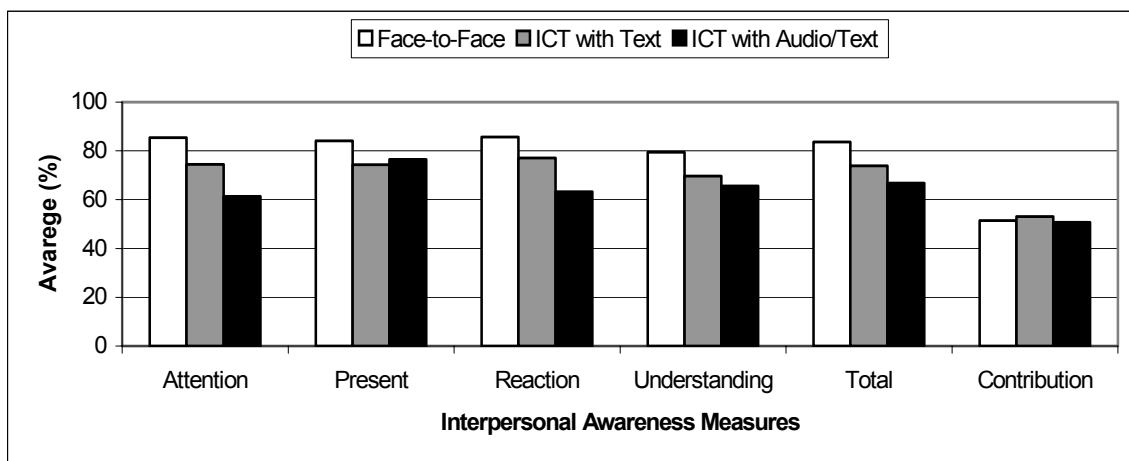 Face-to-Face ICT with Text ICT with Audio/Text
100
80
60
40
20
0
Avarege (%)
Attention Present Reaction Understanding Total Contribution
Interpersonal Awareness Measures